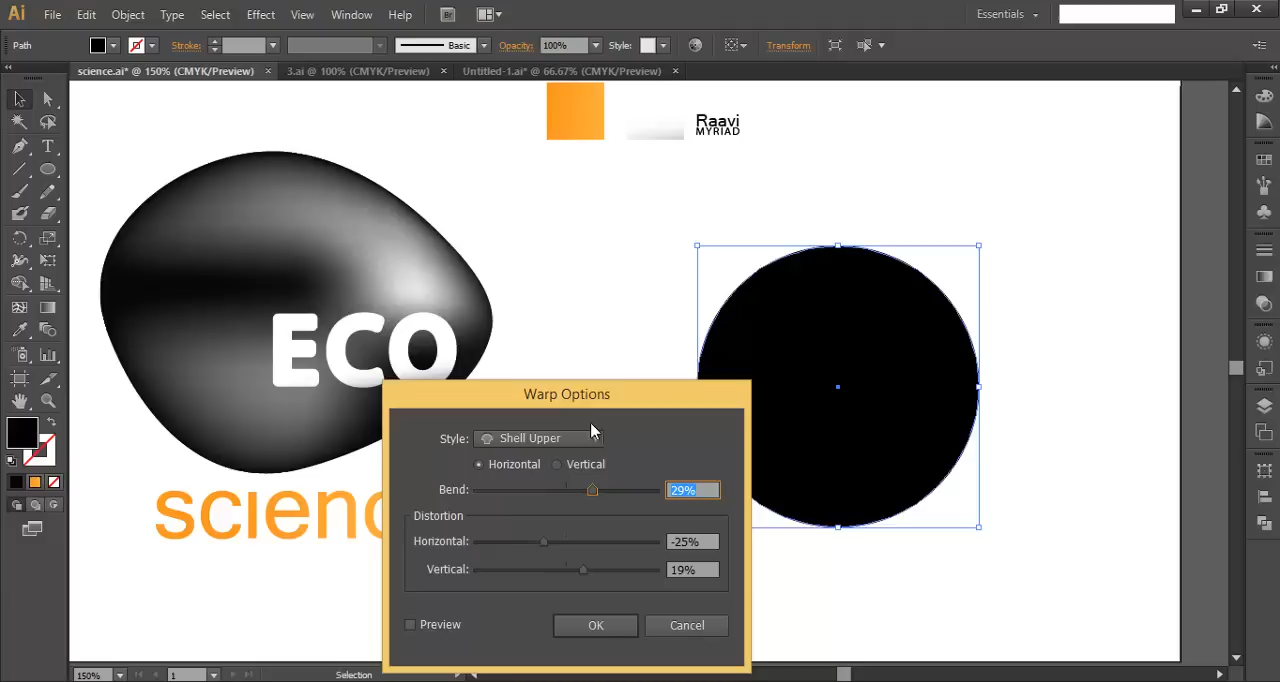 Ai File Edit Object Type Select Effect View Window Help Br Essentials
Path Stroke: Basic Opacity: 100% Style: Transform
science.ai* @ 150% (CMYK/Preview) × 3.ai @ 100% (CMYK/Preview) × Untitled-1.ai* @ 66.67% (CMYK/Preview) ×
Raavi
MYRIAD
ECO
Warp Options
Style: Shell Upper
Horizontal Vertical
Bend: 29%
Distortion
scienc
Horizontal: -25%
Vertical: 19%
Preview OK Cancel
150% 1 Selection